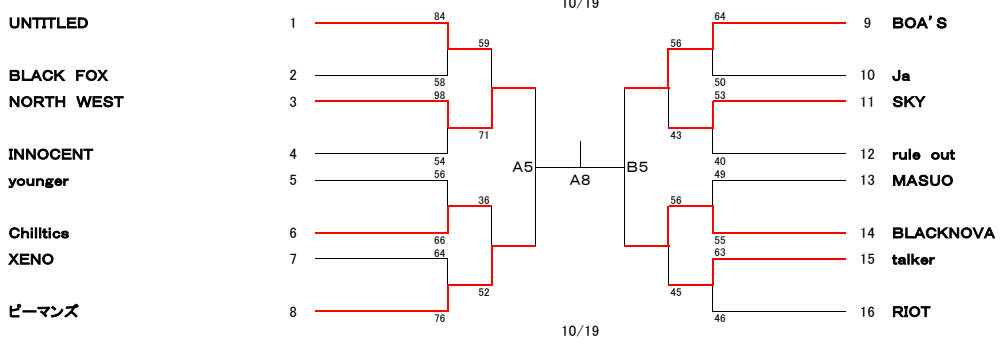 10/19
UNTITLED 1 84 64 9 BOA'S
59 56
BLACK FOX 2 58 50 10 Ja
NORTH WEST 3 98 53 11 SKY
71 43
INNOCENT 4 54 40 12 rule out
A5 A8 B5
younger 5 56 49 13 MASUO
36 56
Chilltics 6 66 55 14 BLACKNOVA
XENO 7 64 63 15 talker
52 45
ピーマンズ 8 76 46 16 RIOT
10/19